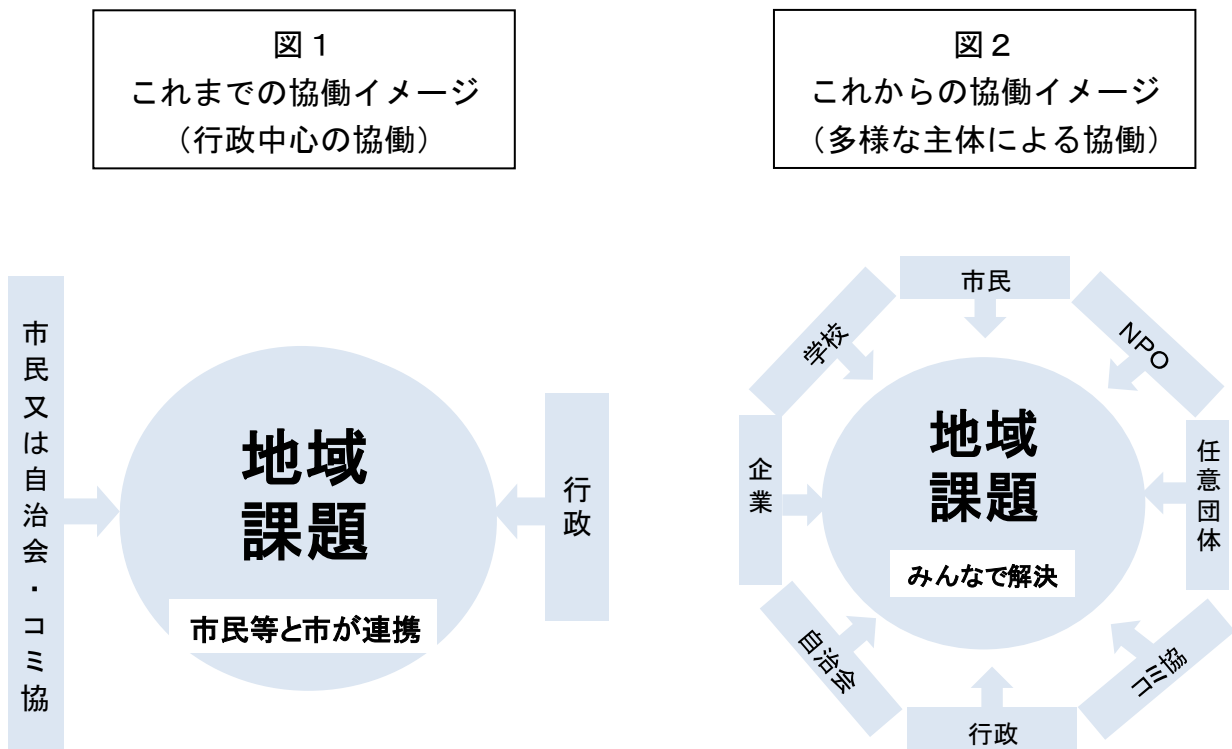 図1
これまでの協働イメージ
（行政中心の協働）
図2
これからの協働イメージ
（多様な主体による協働）
市民又は自治会・コミ協
地域
課題
市民等と市が連携
行政
市民
NPO
任意団体
コミ協
行政
自治会
企業
学校
地域
課題
みんなで解決